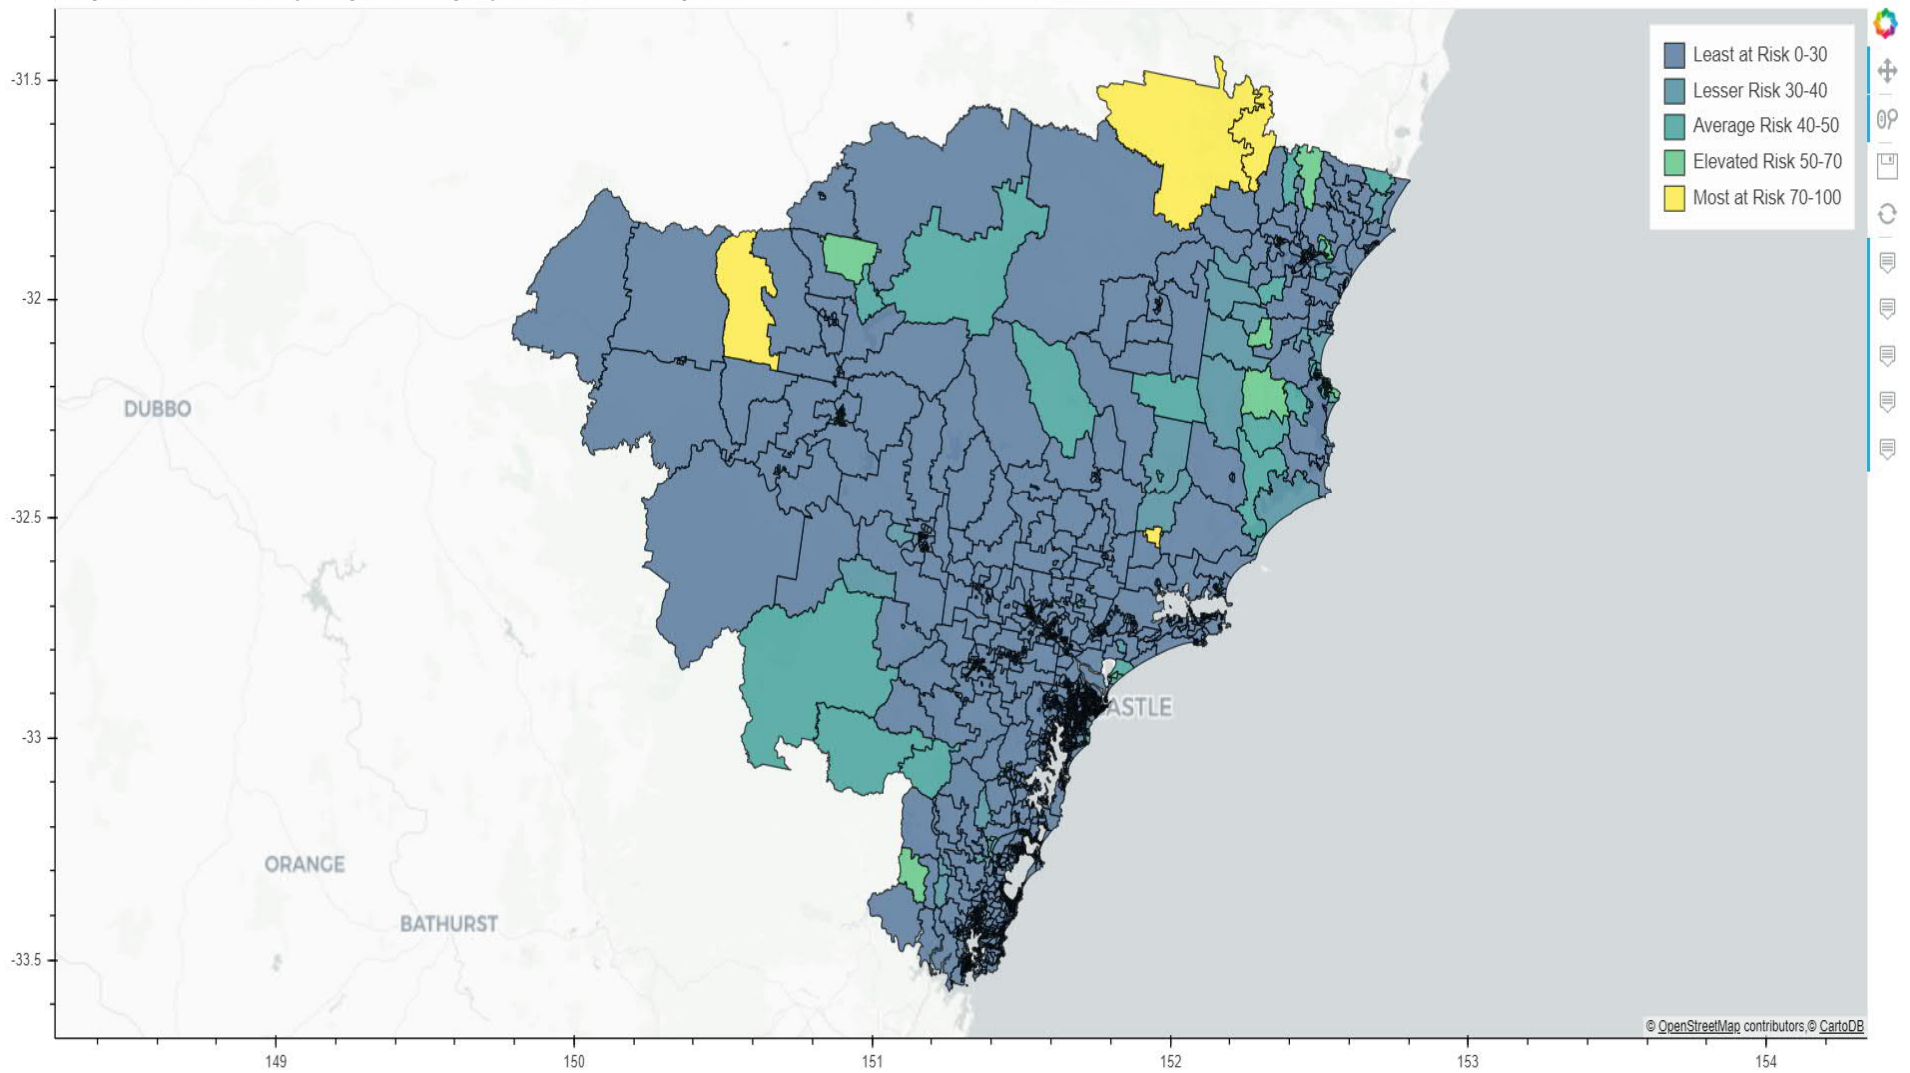 Least at Risk 0-30
Lesser Risk 30-40
Average Risk 40-50
Elevated Risk 50-70
Most at Risk 70-100
-31.5
-32
-32.5
-33
-33.5
DUBBO
ASTLE
ORANGE
BATHURST
© OpenStreetMap contributors,© CartoDB
149
150
151
152
153
154